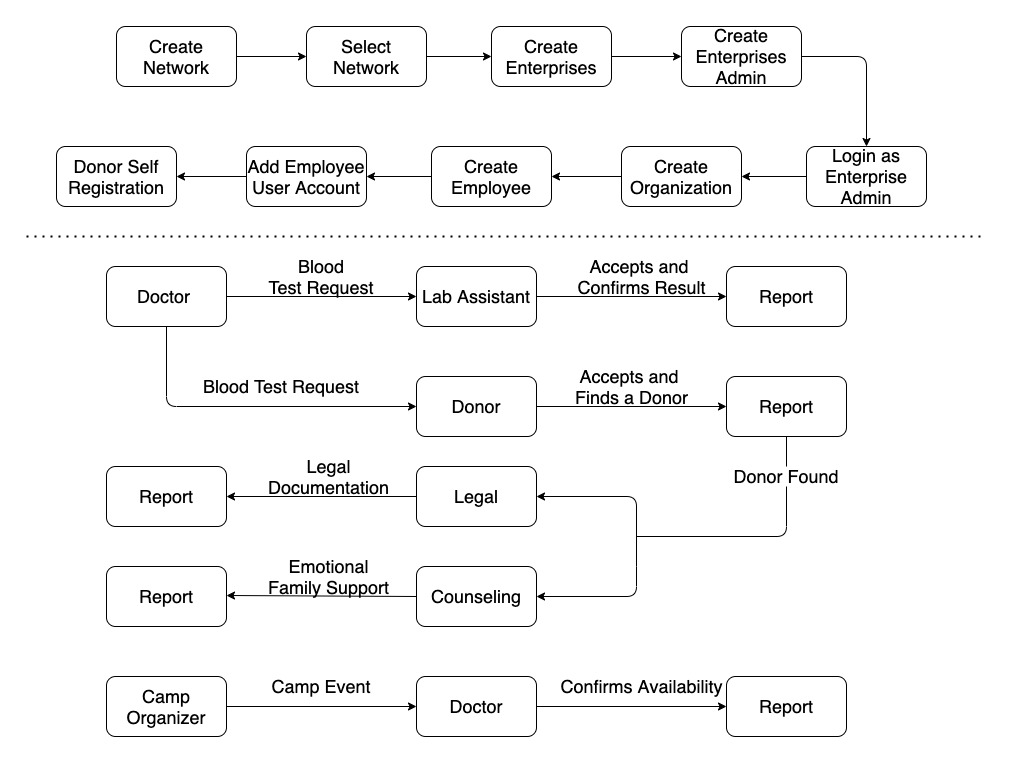 Create
Network
Select
Network
Create
Enterprises
Create
Enterprises
Admin
Donor Self
Registration
Add Employee
User Account
Create
Employee
Create
Organization
Login as
Enterprise
Admin
Doctor
Blood
Test Request
Lab Assistant
Accepts and
Confirms Result
Report
Blood Test Request
Donor
Accepts and
Finds a Donor
Report
Donor Found
Report
Legal
Documentation
Legal
Report
Emotional
Family Support
Counseling
Camp
Organizer
Camp Event
Doctor
Confirms Availability
Report